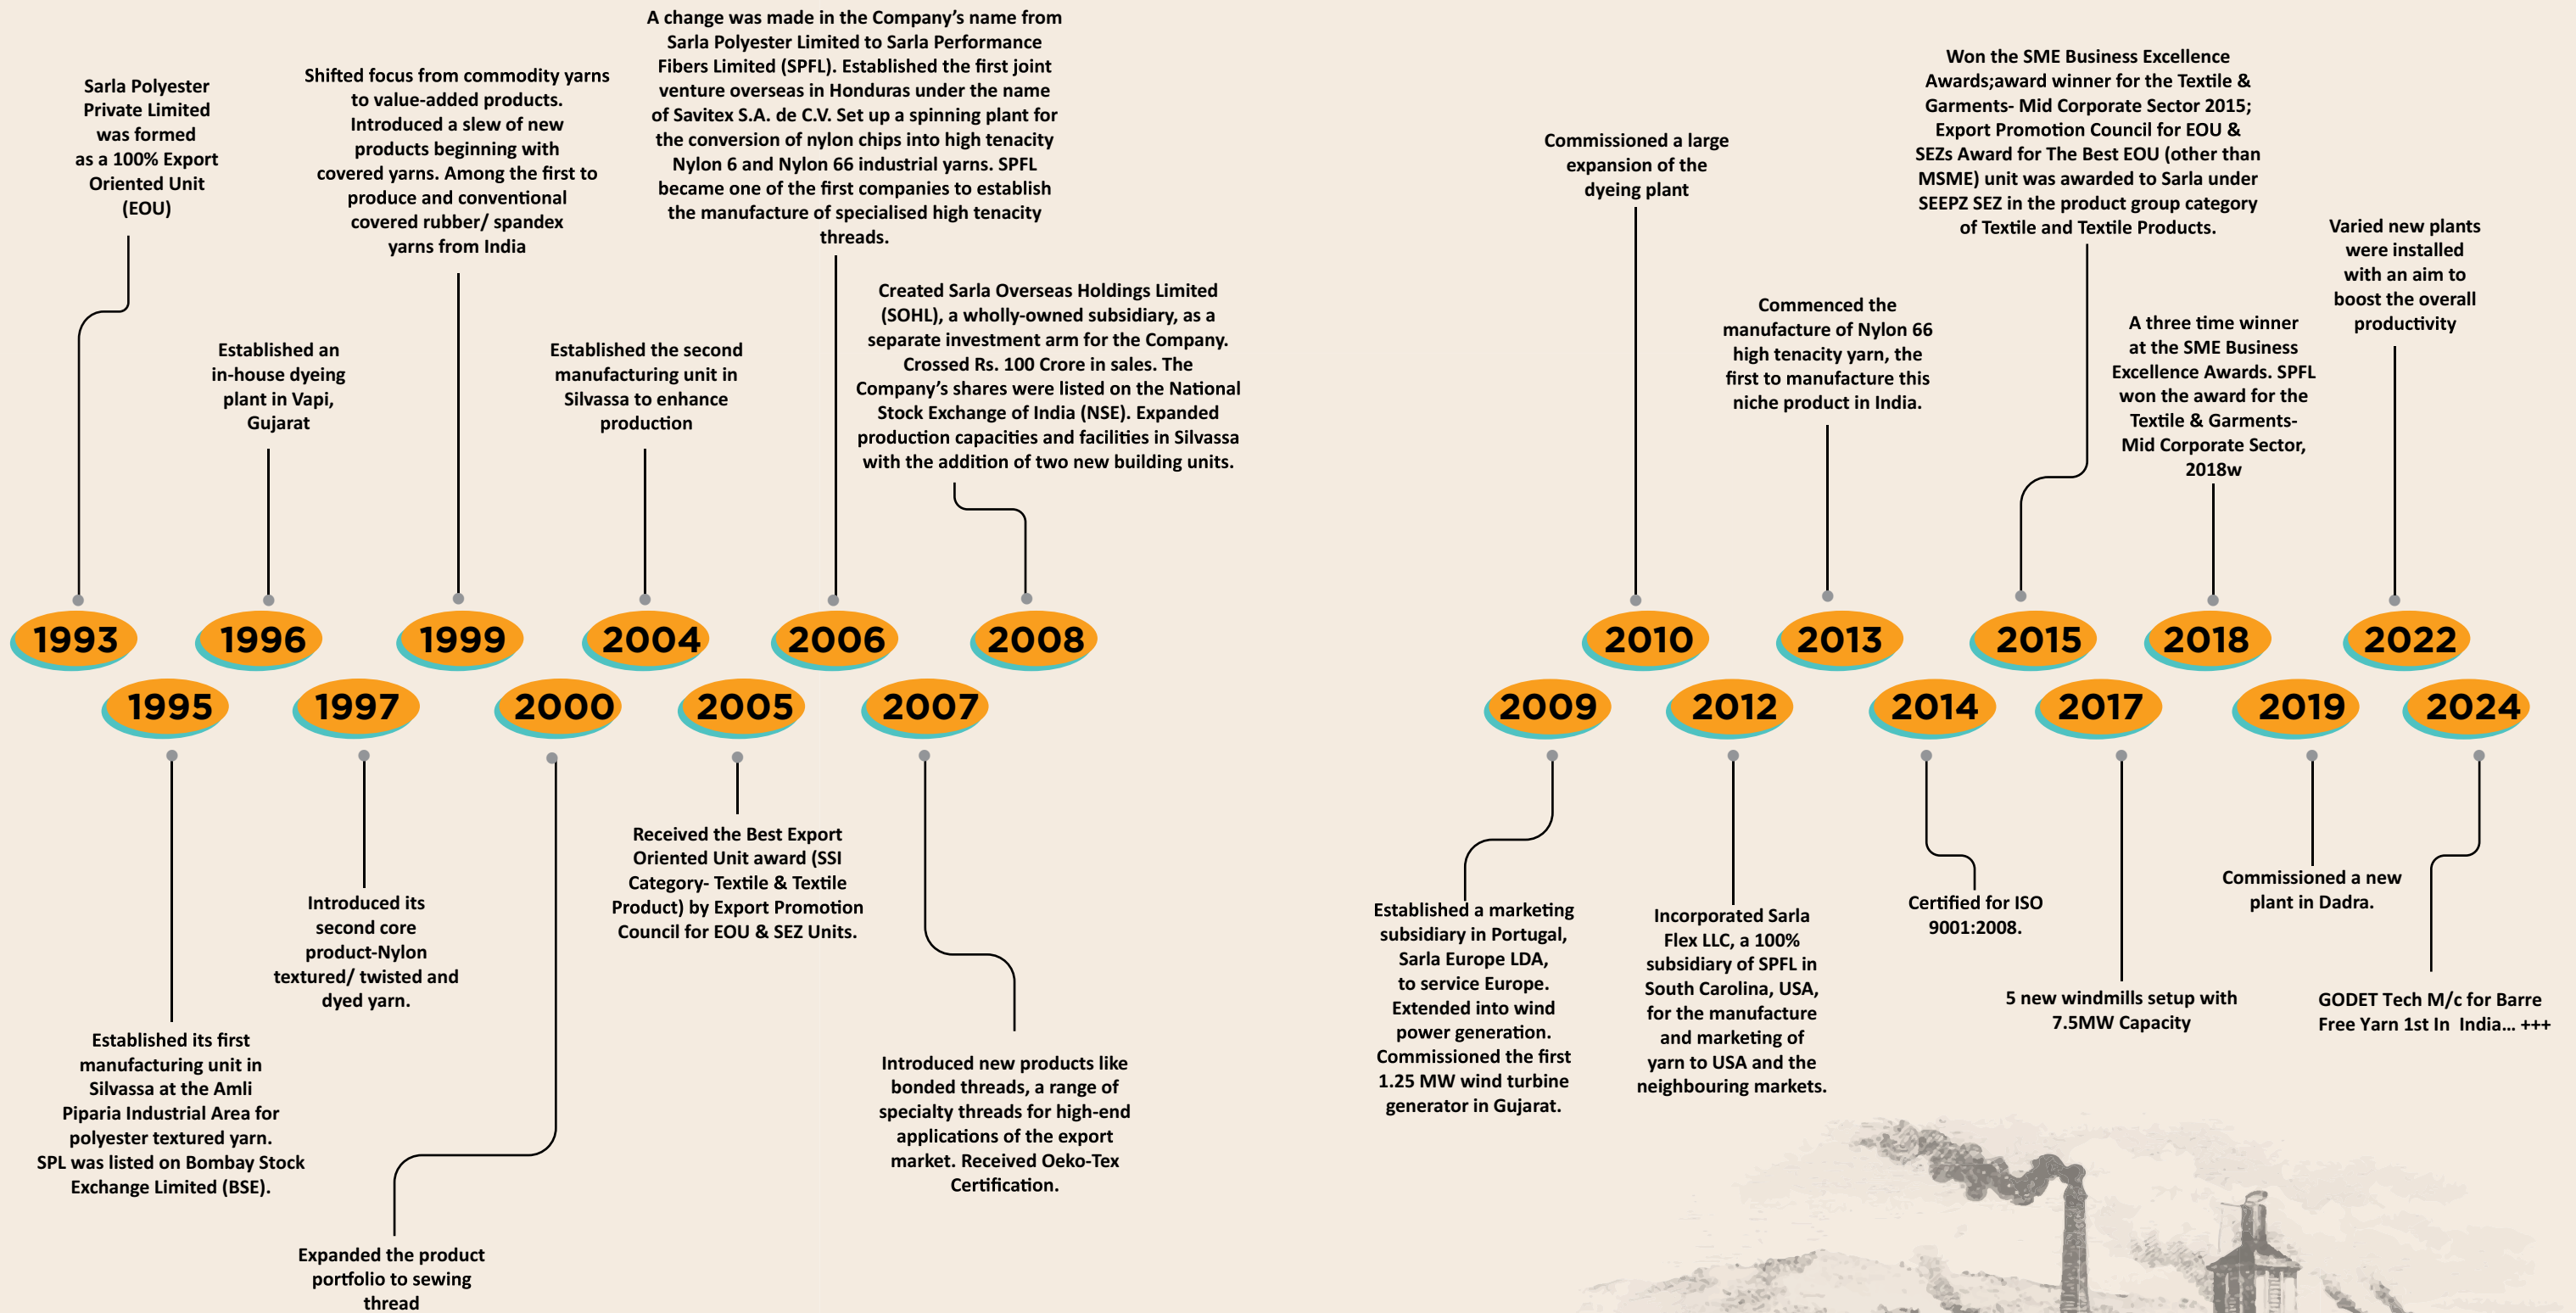 A change was made in the Company’s name from
Sarla Polyester Limited to Sarla Performance
Fibers Limited (SPFL). Established the first joint
venture overseas in Honduras under the name
of Savitex S.A. de C.V. Set up a spinning plant for
the conversion of nylon chips into high tenacity
Nylon 6 and Nylon 66 industrial yarns. SPFL
became one of the first companies to establish
the manufacture of specialised high tenacity
threads.
Sarla Polyester
Private Limited
was formed
as a 100% Export
Oriented Unit
(EOU)
Shifted focus from commodity yarns
to value-added products.
Introduced a slew of new
products beginning with
covered yarns. Among the first to
produce and conventional
covered rubber/ spandex
yarns from India
Established an
in-house dyeing
plant in Vapi,
Gujarat
Established the second
manufacturing unit in
Silvassa to enhance
production
Created Sarla Overseas Holdings Limited
(SOHL), a wholly-owned subsidiary, as a
separate investment arm for the Company.
Crossed Rs. 100 Crore in sales. The
Company’s shares were listed on the National
Stock Exchange of India (NSE). Expanded
production capacities and facilities in Silvassa
with the addition of two new building units.
Commissioned a large
expansion of the
dyeing plant
Commenced the
manufacture of Nylon 66
high tenacity yarn, the
first to manufacture this
niche product in India.
Won the SME Business Excellence
Awards;award winner for the Textile &
Garments- Mid Corporate Sector 2015;
Export Promotion Council for EOU &
SEZs Award for The Best EOU (other than
MSME) unit was awarded to Sarla under
SEEPZ SEZ in the product group category
of Textile and Textile Products.
A three time winner
at the SME Business
Excellence Awards. SPFL
won the award for the
Textile & Garments-
Mid Corporate Sector,
2018w
Varied new plants
were installed
with an aim to
boost the overall
productivity
1993
1996
1999
2004
2006
2008
2010
2013
2015
2018
2022
1995
1997
2000
2005
2007
2009
2012
2014
2017
2019
2024
Established its first
manufacturing unit in
Silvassa at the Amli
Piparia Industrial Area for
polyester textured yarn.
SPL was listed on Bombay Stock
Exchange Limited (BSE).
Introduced its
second core
product-Nylon
textured/ twisted and
dyed yarn.
Expanded the product
portfolio to sewing
thread
Received the Best Export
Oriented Unit award (SSI
Category- Textile & Textile
Product) by Export Promotion
Council for EOU & SEZ Units.
Introduced new products like
bonded threads, a range of
specialty threads for high-end
applications of the export
market. Received Oeko-Tex
Certification.
Established a marketing
subsidiary in Portugal,
Sarla Europe LDA,
to service Europe.
Extended into wind
power generation.
Commissioned the first
1.25 MW wind turbine
generator in Gujarat.
Incorporated Sarla
Flex LLC, a 100%
subsidiary of SPFL in
South Carolina, USA,
for the manufacture
and marketing of
yarn to USA and the
neighbouring markets.
Certified for ISO
9001:2008.
5 new windmills setup with
7.5MW Capacity
Commissioned a new
plant in Dadra.
GODET Tech M/c for Barre
Free Yarn 1st In India... +++